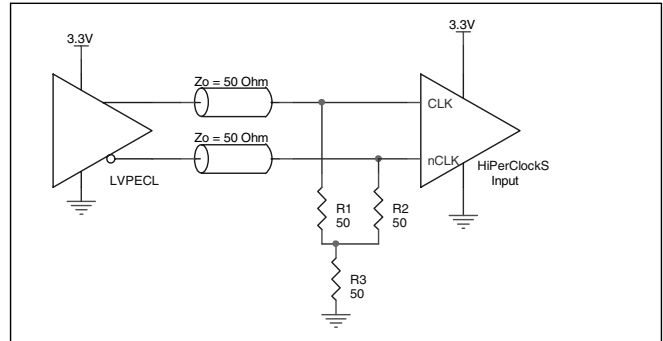 3.3V
3.3V
Zo = 50 Ohm
CLK
Zo = 50 Ohm
nCLK
HiPerClockS
Input
LVPECL
R1
50
R2
50
R3
50